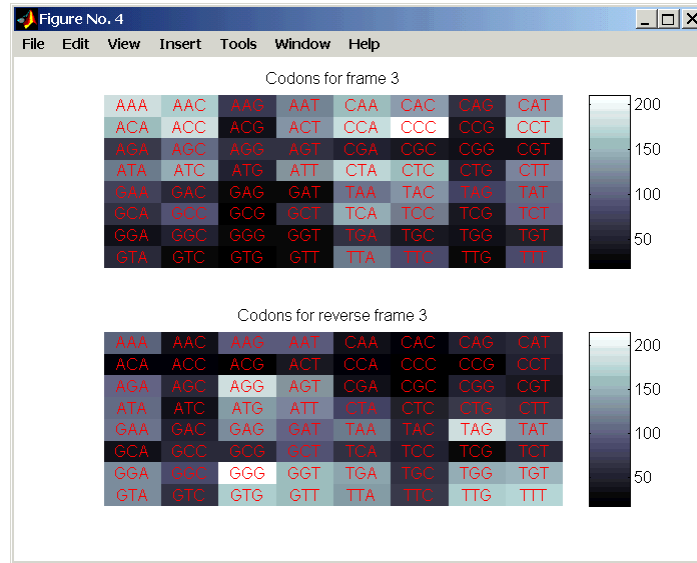 Figure No. 4
File Edit View Insert Tools Window Help
Codons for frame 3
AAA AAC AAG AAT CAA CAC CAG CAT
ACA ACC ACG ACT CCA CCC CCG CCT
AGA AGC AGG AGT CGA CGC CGG CGT
ATA ATC ATG ATT CTA CTC CTG CTT
GAA GAC GAG GAT TAA TAC TAG TAT
GCA GCC GCG GCT TCA TCC TCG TCT
GGA GGC GGG GGT TGA TGC TGG TGT
GTA GTC GTG GTT TTA TTC TTG TTT
200
150
100
50
Codons for reverse frame 3
AAA AAC AAG AAT CAA CAC CAG CAT
ACA ACC ACG ACT CCA CCC CCG CCT
AGA AGC AGG AGT CGA CGC CGG CGT
ATA ATC ATG ATT CTA CTC CTG CTT
GAA GAC GAG GAT TAA TAC TAG TAT
GCA GCC GCG GCT TCA TCC TCG TCT
GGA GGC GGG GGT TGA TGC TGG TGT
GTA GTC GTG GTT TTA TTC TTG TTT
200
150
100
50